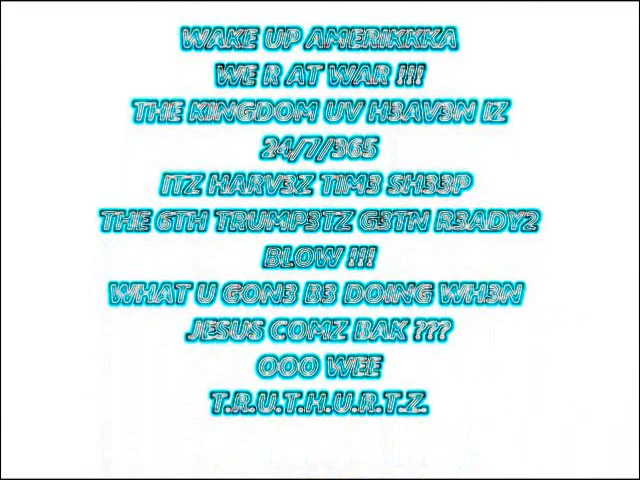 WAKE UP AMERIKKKA
WE R AT WAR !!!
THE KINGDOM UV H3AV3N IZ
24/7/365
ITZ HARV3Z TIM3 SH33P
THE 6TH TRUMP3TZ G3TN R3ADY2
BLOW !!!
WHAT U GON3 B3 DOING WH3N
JESUS COMZ BAK ???
OOO WEE
T.R.U.T.H.U.R.T.Z.